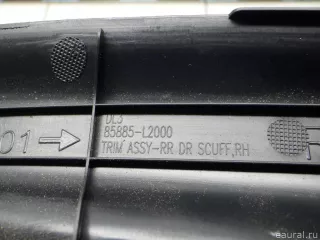 DL3
85885-L2000
01
TRIM ASSY-RR DR SCUFF,RH
eaural.ru